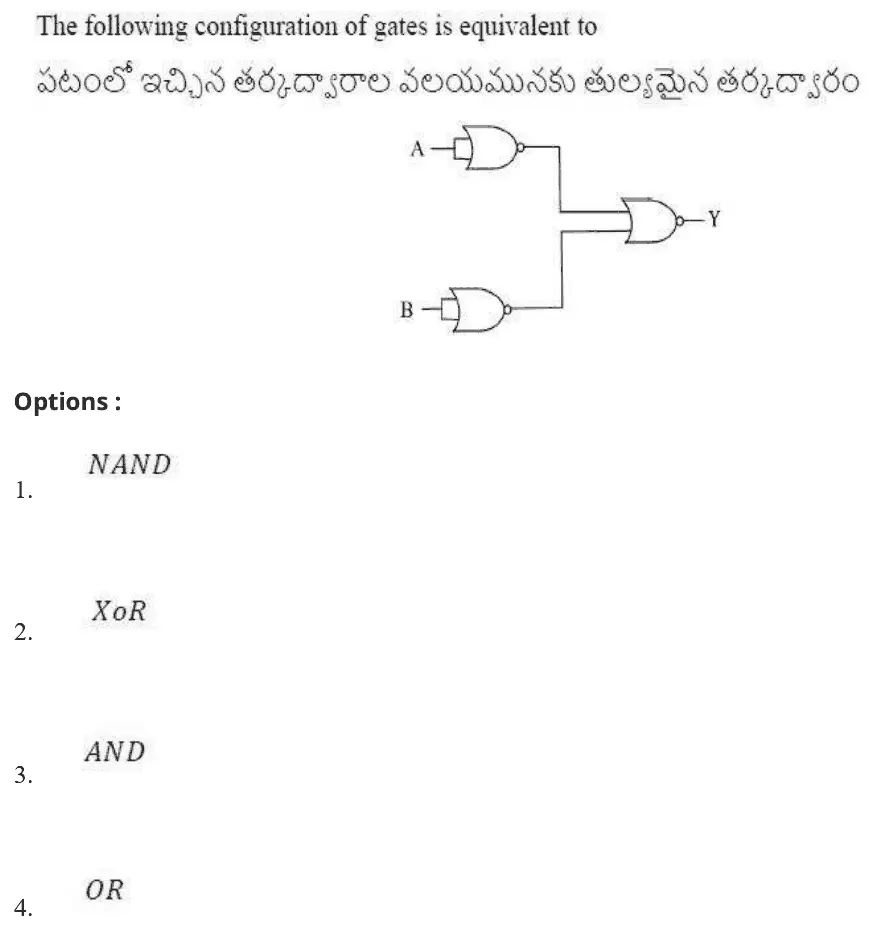 The following configuration of gates is equivalent to
పటంలో ఇచ్చిన తర్కద్వారాల వలయమునకు తుల్యమైన తర్కద్వారం
A
Y
B
Options :
1. NAND
2. XoR
3. AND
4. OR